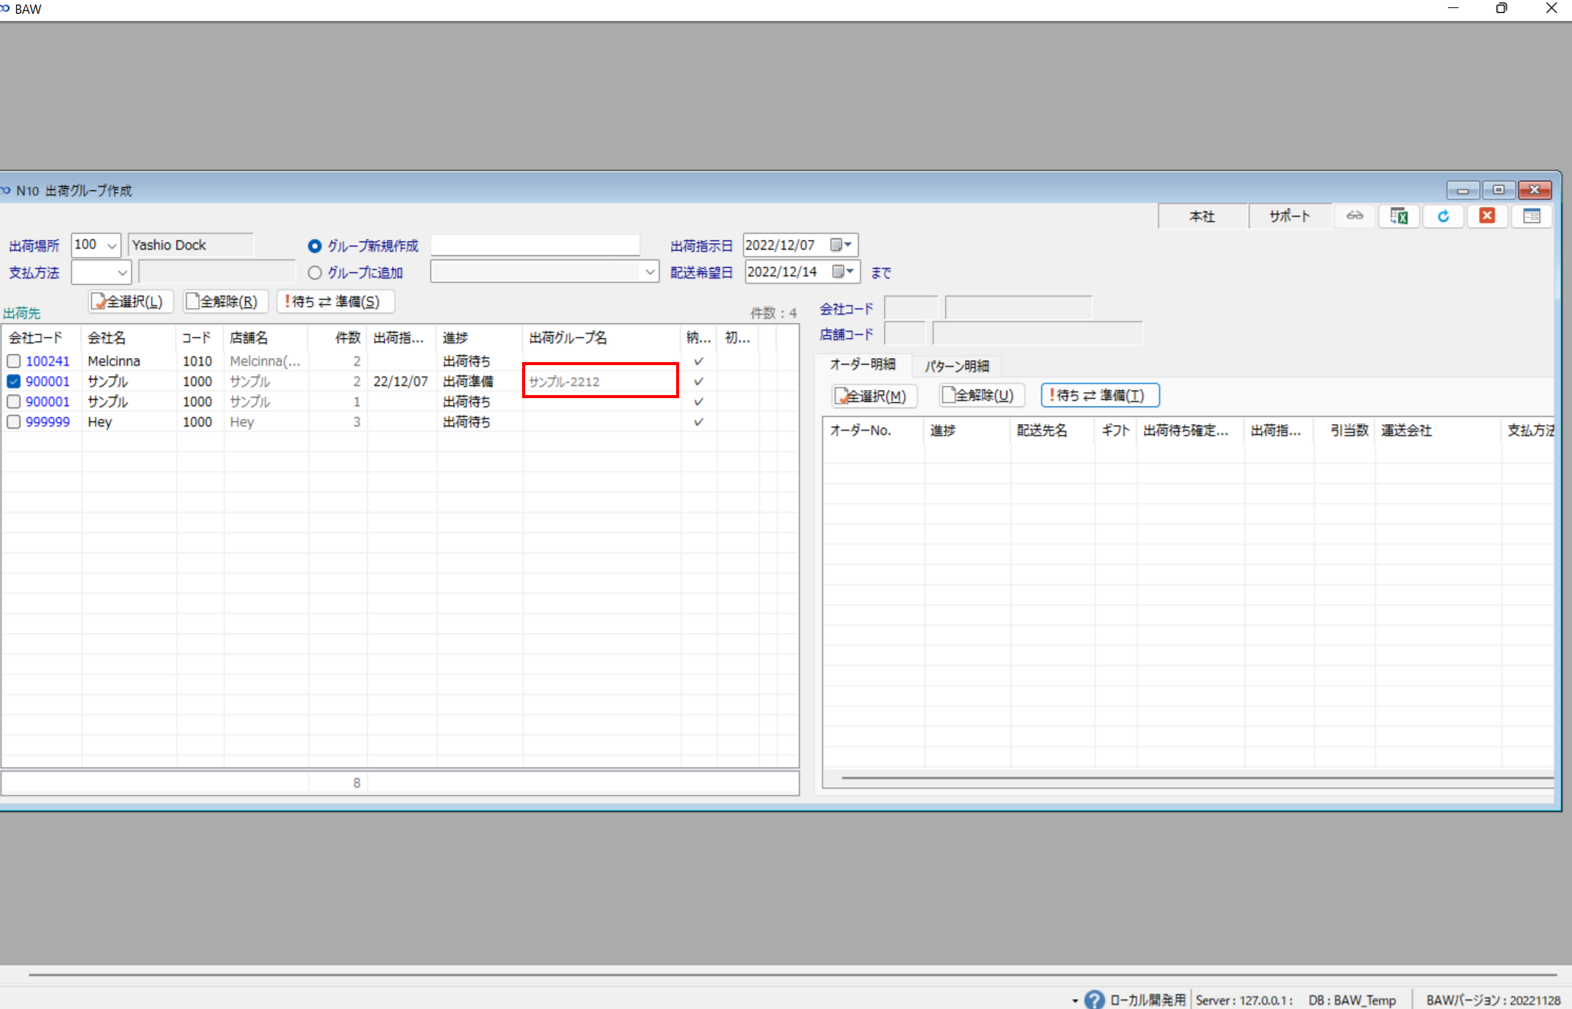 BAW
N10 出荷グループ作成
本社 サポート
出荷場所 100 Yashio Dock グループ新規作成 出荷指示日 2022/12/07
支払方法 グループに追加 配送希望日 2022/12/14 まで
全選択(L) 全解除(R) !待ち ⇄ 準備(S)
出荷先 件数 : 4
会社コード 会社名 コード 店舗名 件数 出荷指... 進捗 出荷グループ名 納... 初...
100241 Melcinna 1010 Melcinna(... 2 出荷待ち
900001 サンプル 1000 サンプル 2 22/12/07 出荷準備 サンプル-2212
900001 サンプル 1000 サンプル 1 出荷待ち
999999 Hey 1000 Hey 3 出荷待ち
8
会社コード
店舗コード
オーダー明細 パターン明細
全選択(M) 全解除(U) !待ち ⇄ 準備(T)
オーダーNo. 進捗 配送先名 ギフト 出荷待ち確定... 出荷指... 引当数 運送会社 支払方法
ローカル開発用 Server : 127.0.0.1 : DB : BAW_Temp BAWバージョン : 20221128